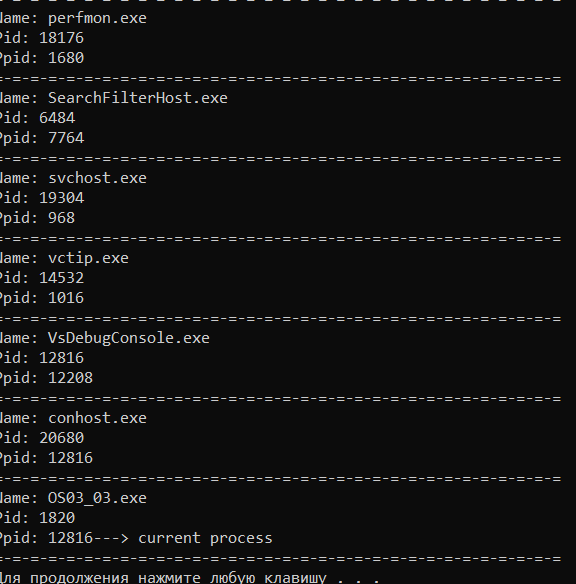 =-=-=-=-=-=-=-=-=-=-=-=-=-=-=-=-=-=-=-=-=-=-=-=-=-=-=-=-=-=-=
Name: perfmon.exe
Pid: 18176
Ppid: 1680
=-=-=-=-=-=-=-=-=-=-=-=-=-=-=-=-=-=-=-=-=-=-=-=-=-=-=-=-=-=-=
Name: SearchFilterHost.exe
Pid: 6484
Ppid: 7764
=-=-=-=-=-=-=-=-=-=-=-=-=-=-=-=-=-=-=-=-=-=-=-=-=-=-=-=-=-=-=
Name: svchost.exe
Pid: 19304
Ppid: 968
=-=-=-=-=-=-=-=-=-=-=-=-=-=-=-=-=-=-=-=-=-=-=-=-=-=-=-=-=-=-=
Name: vctip.exe
Pid: 14532
Ppid: 1016
=-=-=-=-=-=-=-=-=-=-=-=-=-=-=-=-=-=-=-=-=-=-=-=-=-=-=-=-=-=-=
Name: VsDebugConsole.exe
Pid: 12816
Ppid: 12208
=-=-=-=-=-=-=-=-=-=-=-=-=-=-=-=-=-=-=-=-=-=-=-=-=-=-=-=-=-=-=
Name: conhost.exe
Pid: 20680
Ppid: 12816
=-=-=-=-=-=-=-=-=-=-=-=-=-=-=-=-=-=-=-=-=-=-=-=-=-=-=-=-=-=-=
Name: OS03_03.exe
Pid: 1820
Ppid: 12816---> current process
=-=-=-=-=-=-=-=-=-=-=-=-=-=-=-=-=-=-=-=-=-=-=-=-=-=-=-=-=-=-=
Для продолжения нажмите любую клавишу . . .